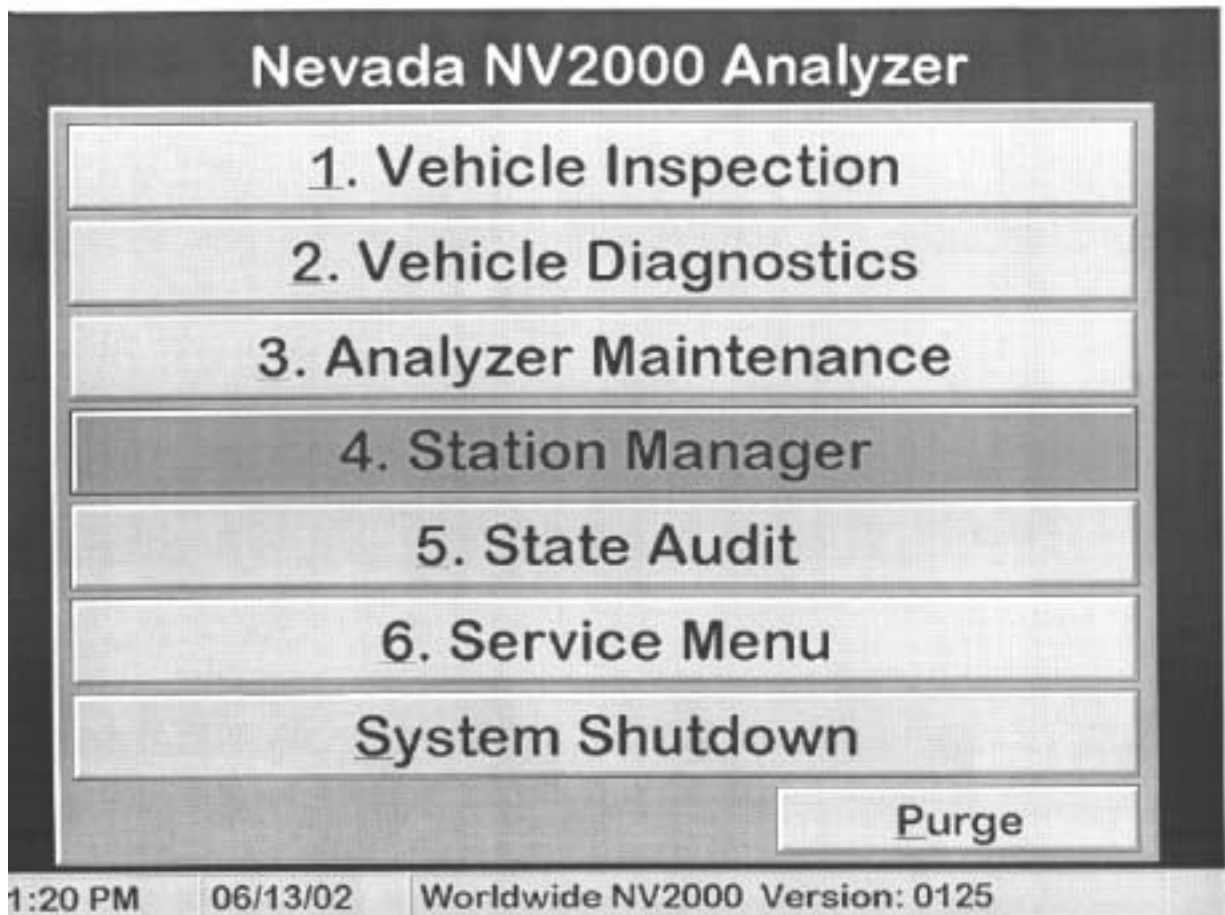 Nevada NV2000 Analyzer
1. Vehicle Inspection
2. Vehicle Diagnostics
3. Analyzer Maintenance
4. Station Manager
5. State Audit
6. Service Menu
System Shutdown
Purge
1:20 PM 06/13/02 Worldwide NV2000 Version: 0125